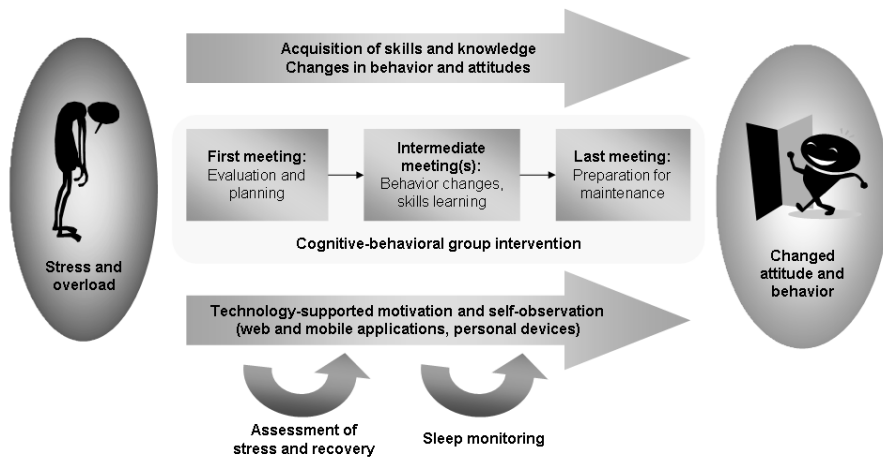 Acquisition of skills and knowledge
Changes in behavior and attitudes
First meeting:
Evaluation and
planning
Intermediate
meeting(s):
Behavior changes,
skills learning
Last meeting:
Preparation for
maintenance
Cognitive-behavioral group intervention
Stress and
overload
Changed
attitude and
behavior
Technology-supported motivation and self-observation
(web and mobile applications, personal devices)
Assessment of
stress and recovery
Sleep monitoring